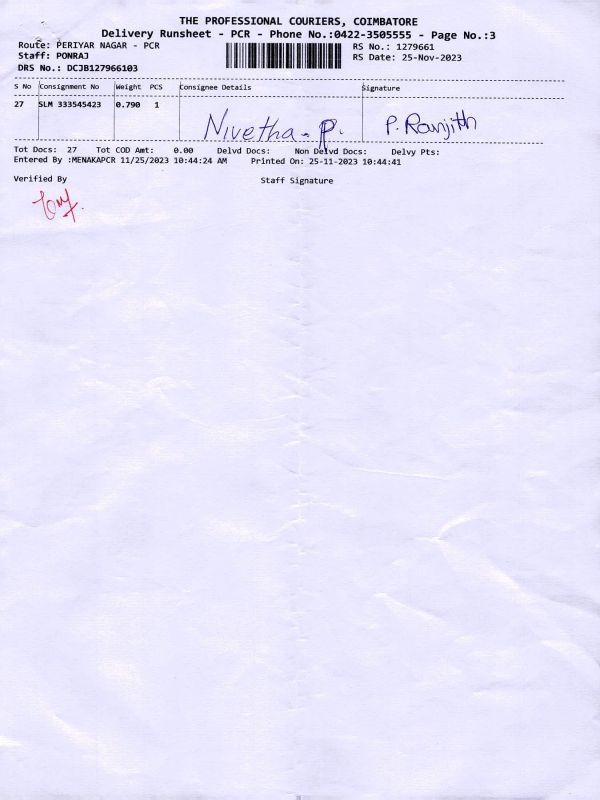 THE PROFESSIONAL COURIERS, COIMBATORE
Delivery Runsheet - PCR - Phone No.:0422-3505555 - Page No.:3
Route: PERIYAR NAGAR - PCR
RS No.: 1279661
Staff: PONRAJ
RS Date: 25-Nov-2023
DRS No.: DCJB127966103
S No Consignment No Weight PCS Consignee Details Signature
27 SLM 333545423 0.790 1
Nivetha. P. P. Ranjith
Tot Docs: 27 Tot COD Amt: 0.00 Delvd Docs: Non Delvd Docs: Delvy Pts:
Entered By :MENAKAPCR 11/25/2023 10:44:24 AM Printed On: 25-11-2023 10:44:41
Verified By Staff Signature